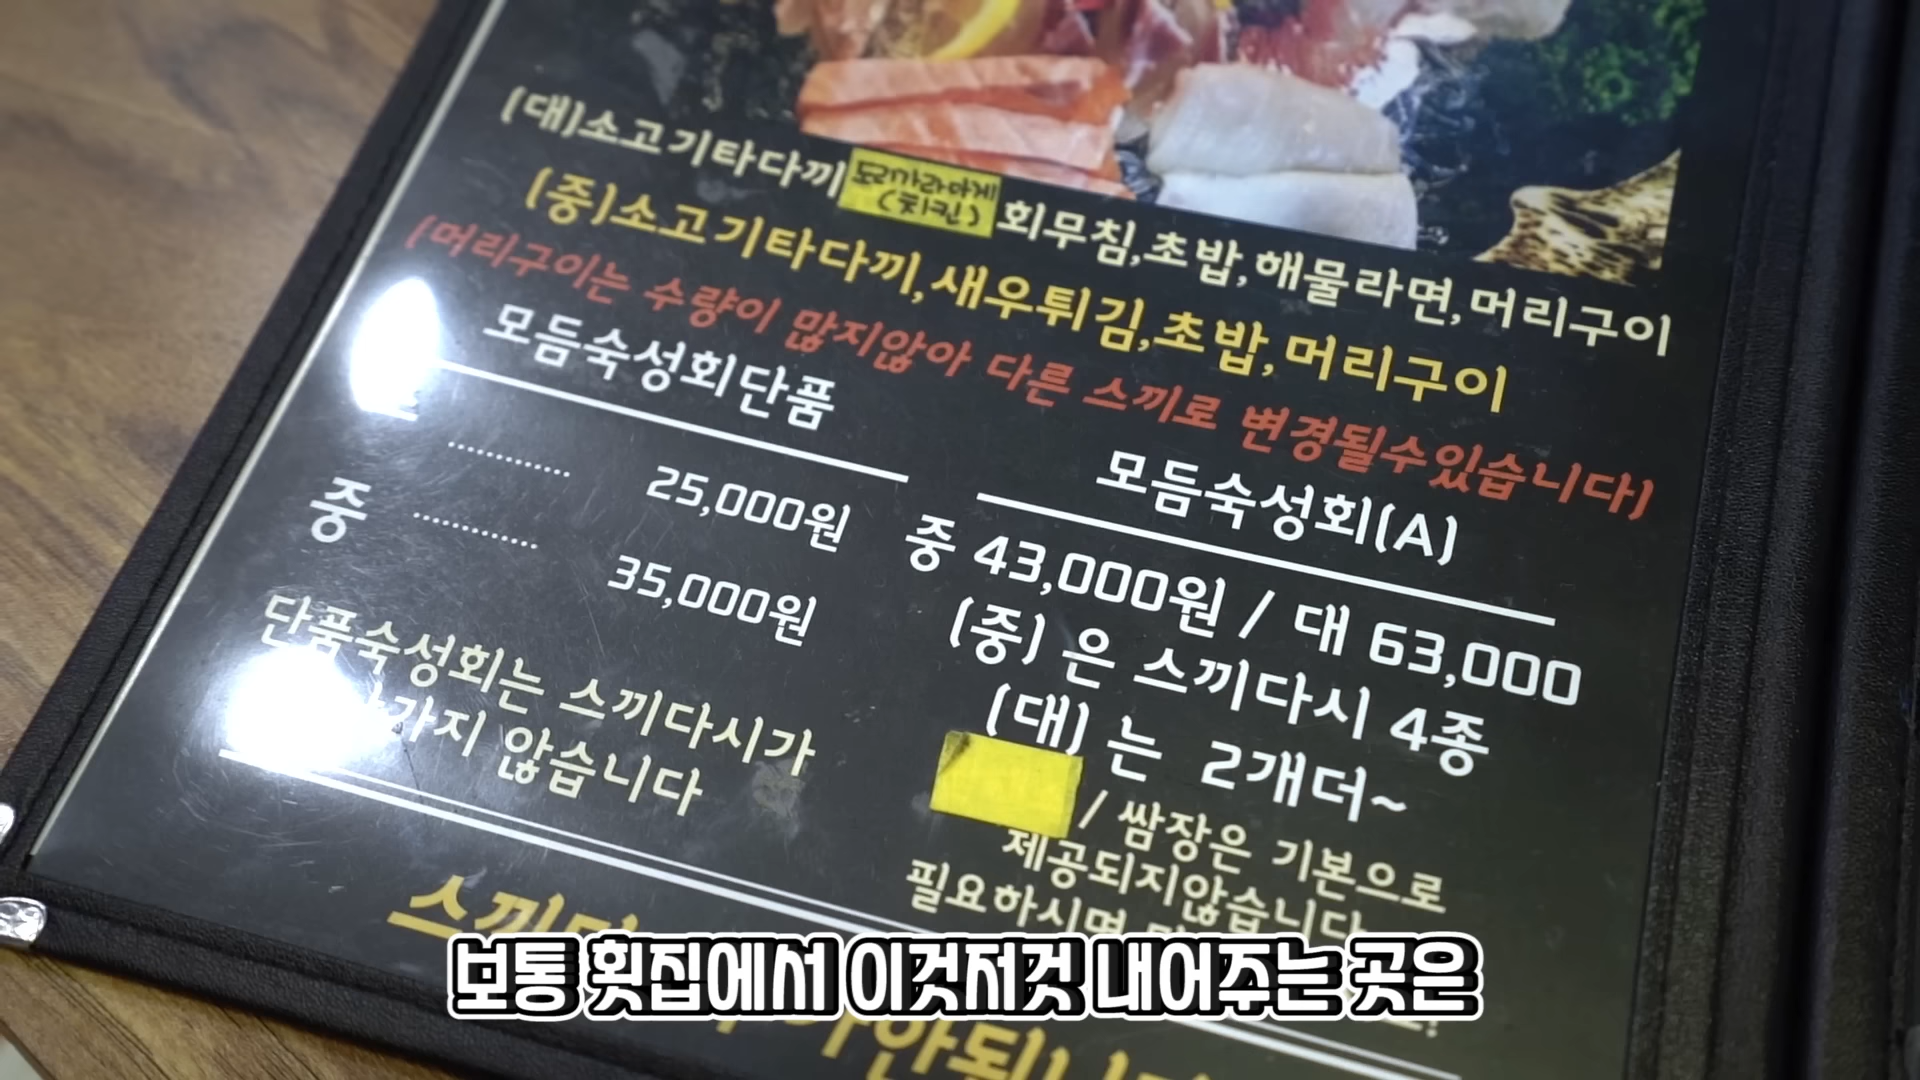 (대)소고기타다끼 도리가라아게 회무침,초밥,해물라면,머리구이
(치킨)
(중)소고기타다끼,새우튀김,초밥,머리구이
(머리구이는 수량이 많지않아 다른 스끼로 변경될수있습니다)
모듬숙성회단품
25,000원
중 ............ 35,000원
단품숙성회는 스끼다시가
않습니다
모듬숙성회(A)
중 43,000원 / 대 63,000
(중) 은 스끼다시 4종
(대) 는 2개더~
/ 쌈장은 기본으로
제공되지않습니다
필요하시면
보통 횟집에서 이것저것 내어주는 곳은